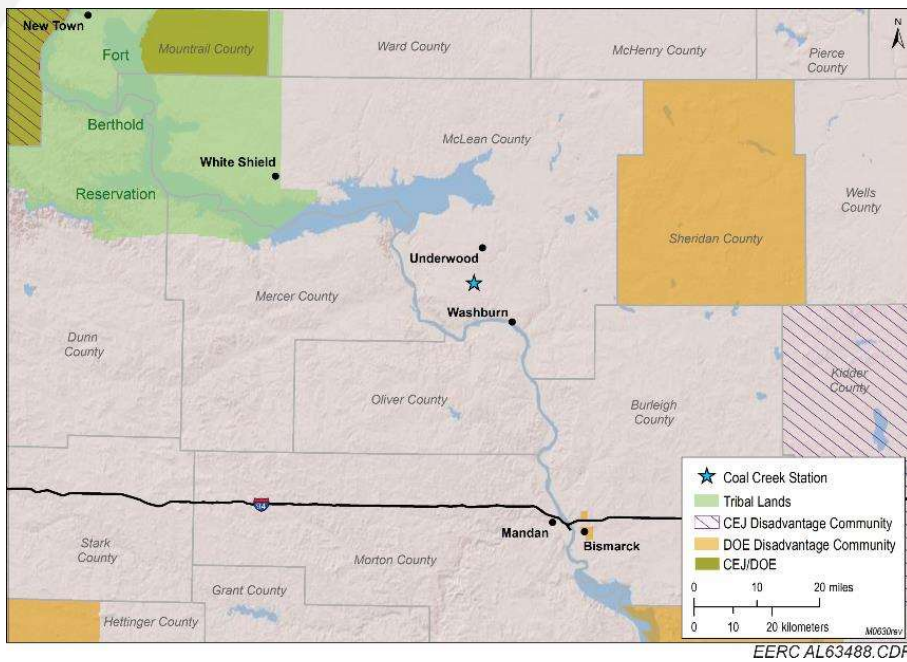 New Town
Fort
Mountrail County
Ward County
McHenry County
Pierce
County
N
Berthold
McLean County
White Shield
Reservation
Wells
County
Underwood
Sheridan County
Mercer County
Washburn
Dunn
County
Kidder
County
Oliver County
Burleigh
County
94
Mandan
Bismarck
Stark
County
Morton County
Grant County
Hettinger County
Coal Creek Station
Tribal Lands
CEJ Disadvantage Community
DOE Disadvantage Community
CEJ/DOE
0 10 20 miles
0 10 20 kilometers
M0630rev
EERC AL63488.CDR